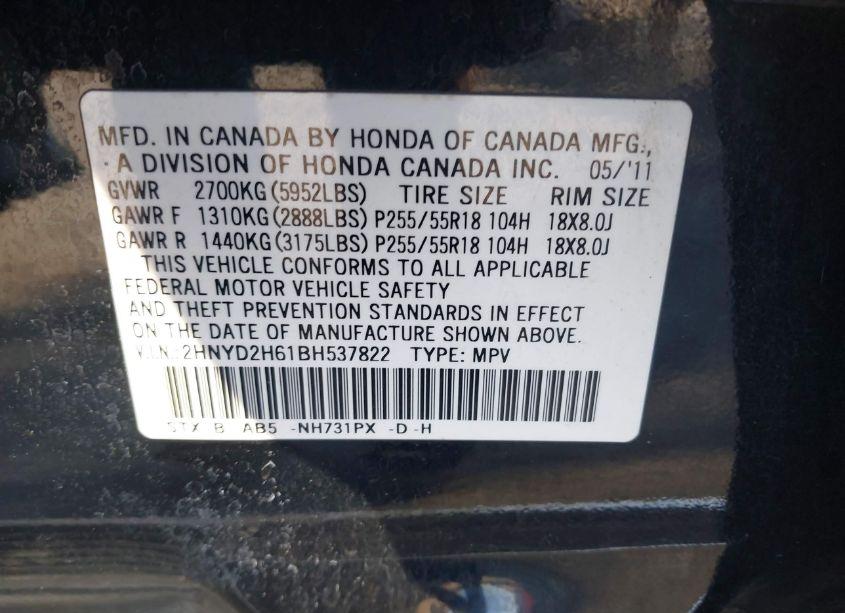 MFD. IN CANADA BY HONDA OF CANADA MFG.,
A DIVISION OF HONDA CANADA INC. 05/'11
GVWR 2700KG(5952LBS) TIRE SIZE RIM SIZE
GAWR F 1310KG(2888LBS) P255/55R18 104H 18X8.0J
GAWR R 1440KG(3175LBS) P255/55R18 104H 18X8.0J
THIS VEHICLE CONFORMS TO ALL APPLICABLE
FEDERAL MOTOR VEHICLE SAFETY
AND THEFT PREVENTION STANDARDS IN EFFECT
ON THE DATE OF MANUFACTURE SHOWN ABOVE.
V.I.N.:2HNYD2H61BH537822 TYPE: MPV
STX B AB5 -NH731PX -D-H